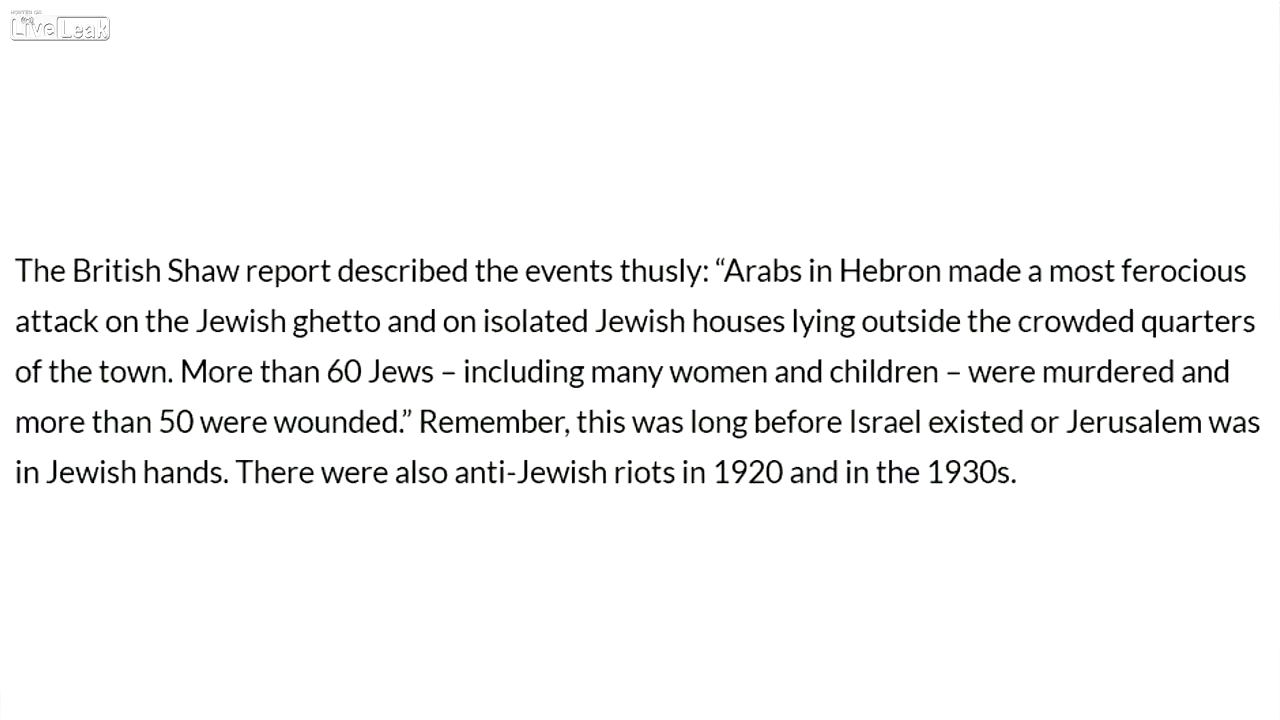 LiveLeak
The British Shaw report described the events thusly: “Arabs in Hebron made a most ferocious
attack on the Jewish ghetto and on isolated Jewish houses lying outside the crowded quarters
of the town. More than 60 Jews – including many women and children – were murdered and
more than 50 were wounded.” Remember, this was long before Israel existed or Jerusalem was
in Jewish hands. There were also anti-Jewish riots in 1920 and in the 1930s.